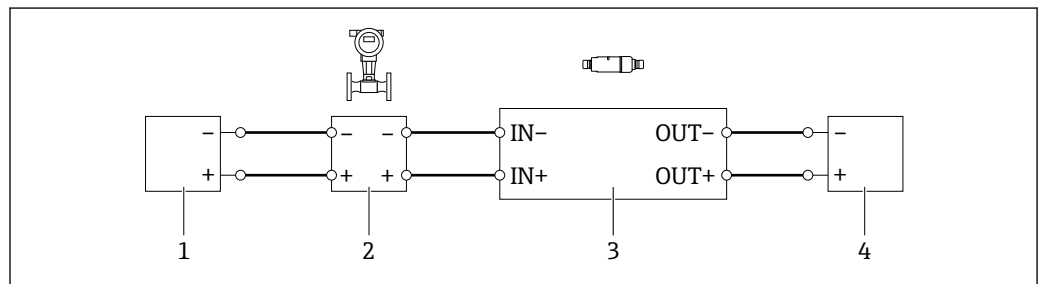 − − − IN− OUT− −
+ + + IN+ OUT+ +
1 2 3 4